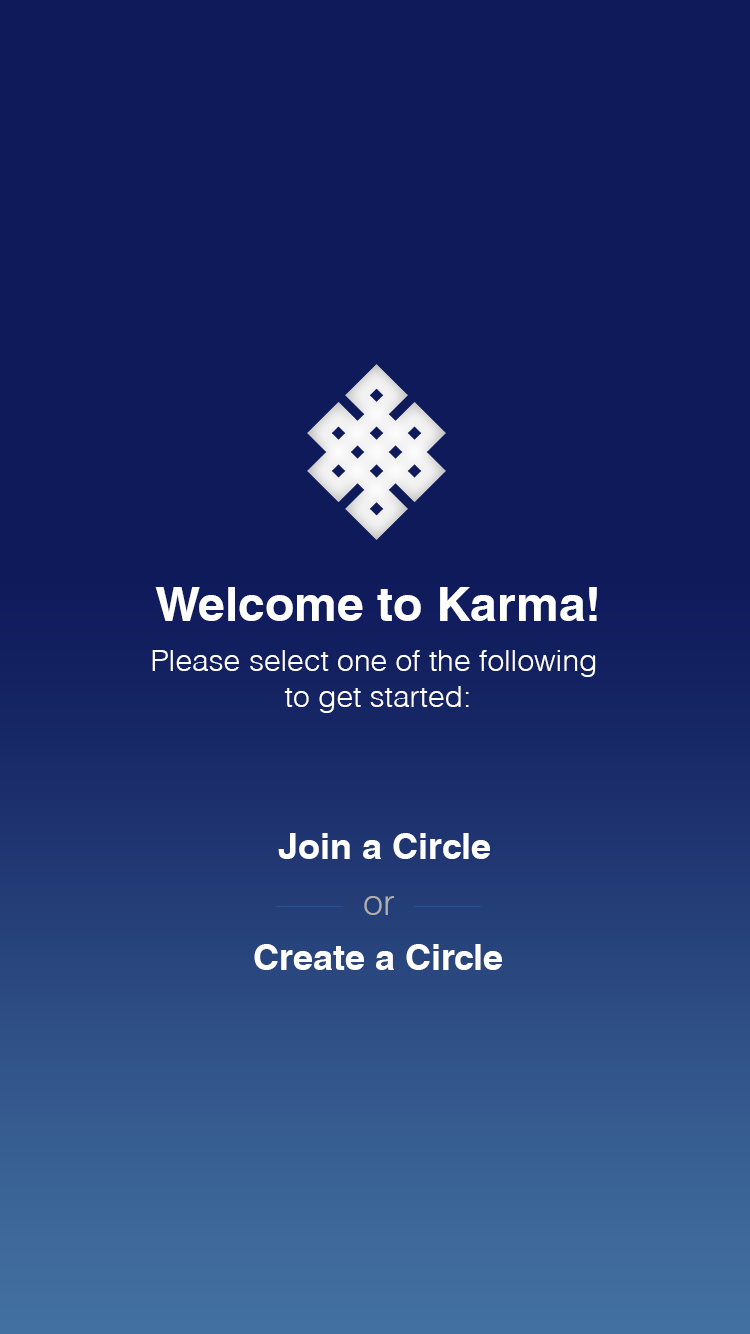 Welcome to Karma!
Please select one of the following
to get started:
Join a Circle
or
Create a Circle